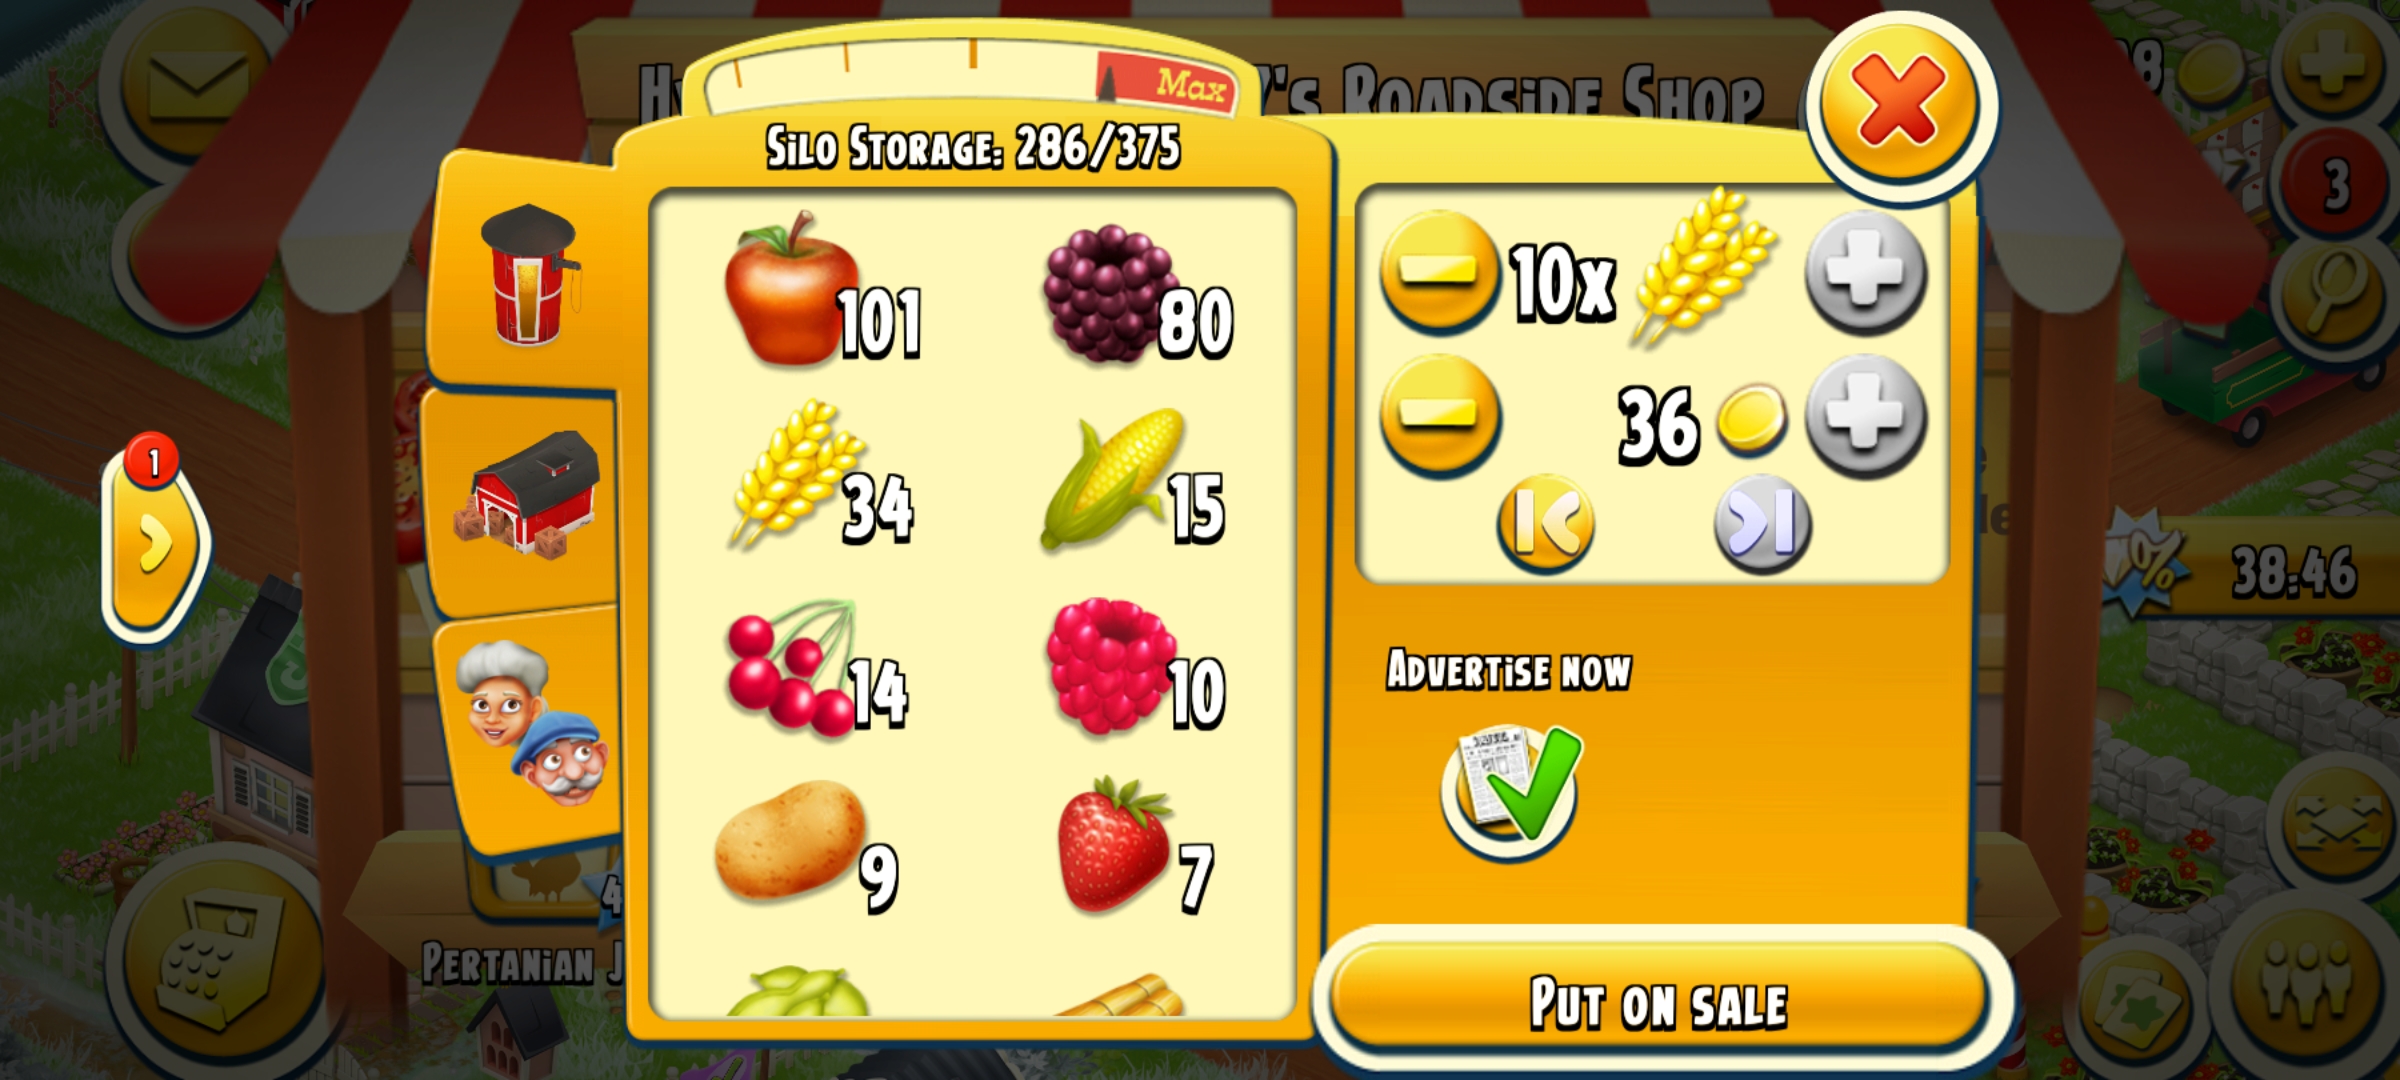 Max
'S ROADSIDE SHOP
SILO STORAGE: 286/375
3
101
80
10x
36
34
15
1
38:46
14
10
ADVERTISE NOW
9
7
PERTANIAN
PUT ON SALE